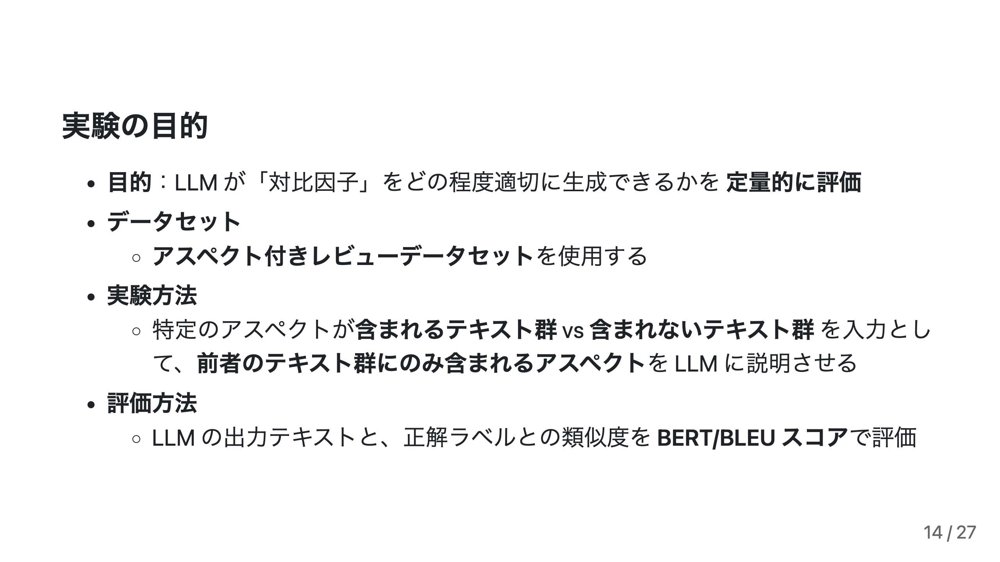 実験の目的
• 目的：LLM が「対比因子」をどの程度適切に生成できるかを 定量的に評価
• データセット
◦ アスペクト付きレビューデータセットを使用する
• 実験方法
◦ 特定のアスペクトが含まれるテキスト群 vs 含まれないテキスト群 を入力とし
て、前者のテキスト群にのみ含まれるアスペクトを LLM に説明させる
• 評価方法
◦ LLM の出力テキストと、正解ラベルとの類似度を BERT/BLEU スコアで評価
14 / 27